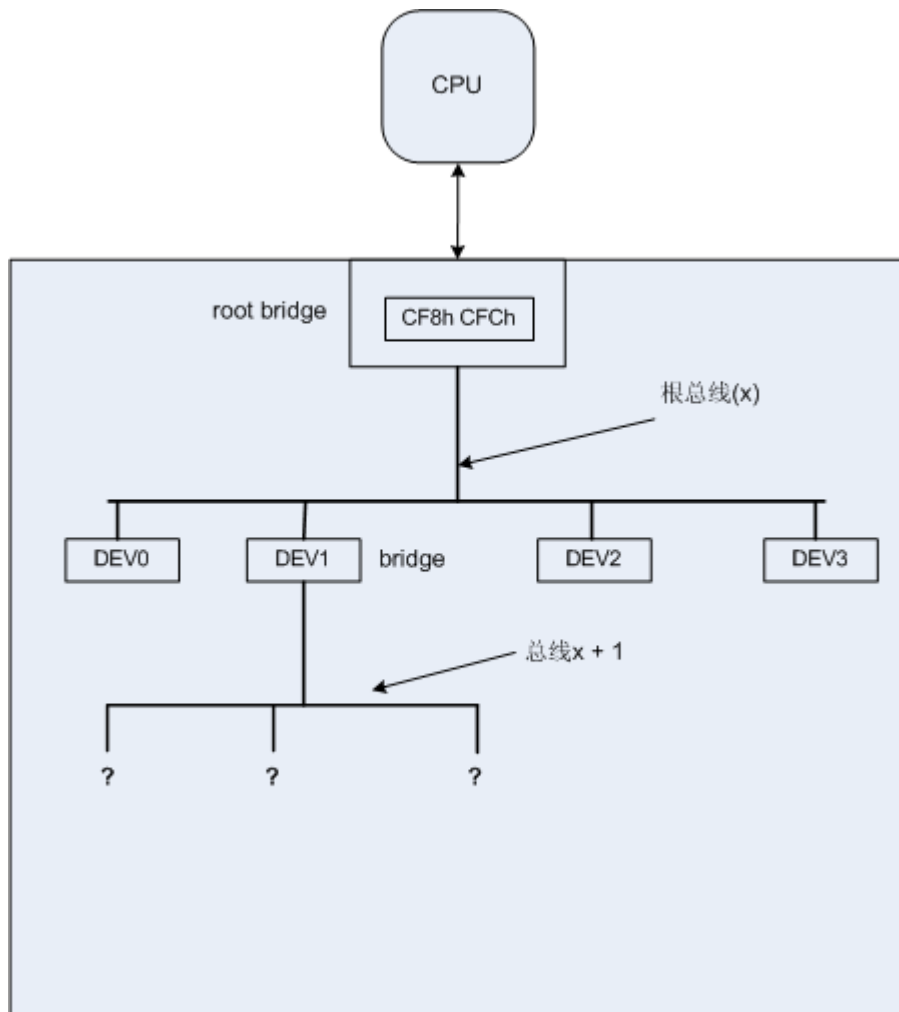 CPU
root bridge
CF8h CFCh
根总线(x)
DEV0
DEV1
bridge
DEV2
DEV3
总线x + 1
?
?
?